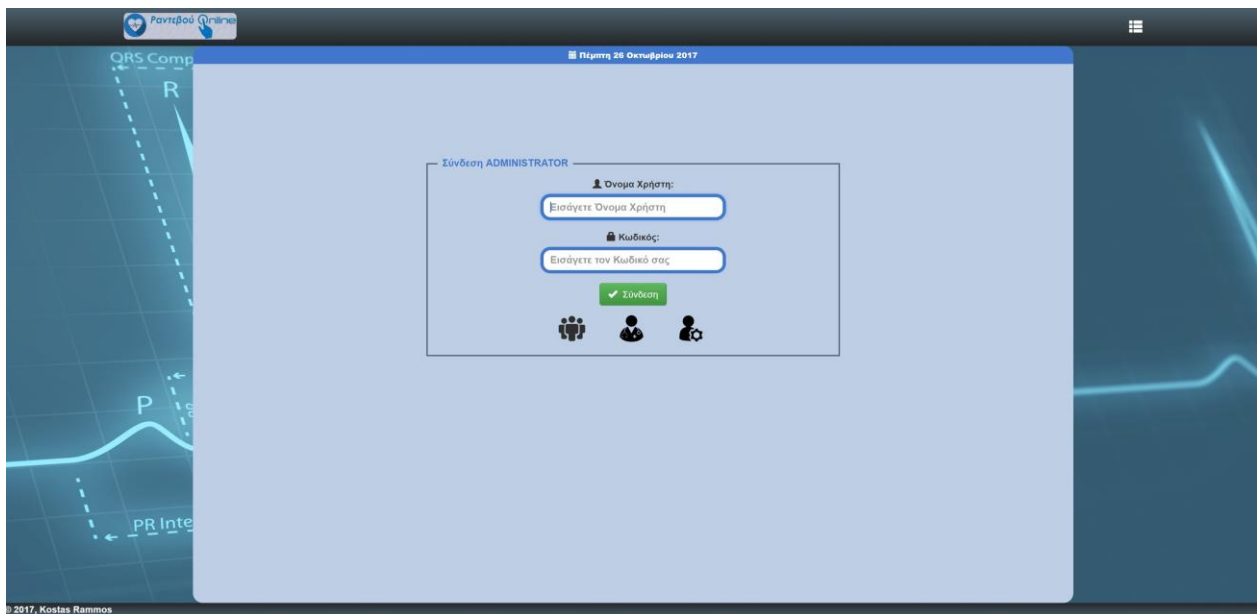 Ραντεβού Online
Πέμπτη 26 Οκτωβρίου 2017
QRS Comp
R
Σύνδεση ADMINISTRATOR
Όνομα Χρήστη:
Εισάγετε Όνομα Χρήστη
Κωδικός:
Εισάγετε τον Κωδικό σας
Σύνδεση
P
PR Inte
© 2017, Kostas Rammos